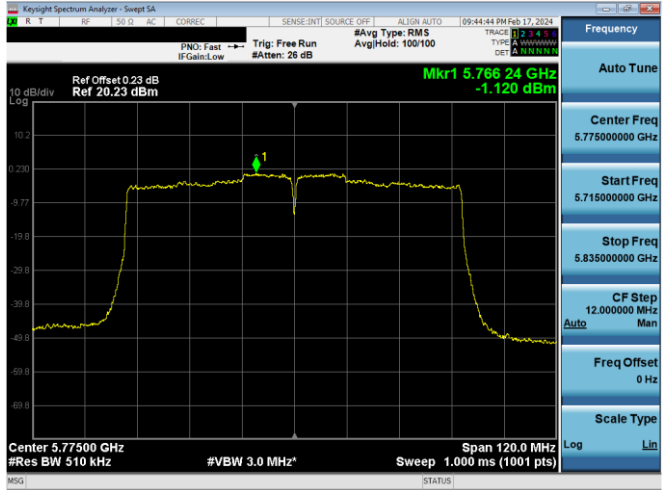 Keysight Spectrum Analyzer - Swept SA
LXI R T RF 50 Ω AC CORREC SENSE:INT SOURCE OFF ALIGN AUTO 09:44:44 PM Feb 17, 2024
#Avg Type: RMS TRACE 1 2 3 4 5 6
PNO: Fast Trig: Free Run Avg|Hold: 100/100 TYPE A WWWWW
IFGain:Low #Atten: 26 dB DET A N N N N N
Mkr1 5.766 24 GHz
Ref Offset 0.23 dB
10 dB/div Ref 20.23 dBm -1.120 dBm
Log
10.2
1
0.230
-9.77
-19.8
-29.8
-39.8
-49.8
-59.8
-69.8
Center 5.77500 GHz Span 120.0 MHz
#Res BW 510 kHz #VBW 3.0 MHz* Sweep 1.000 ms (1001 pts)
MSG STATUS
Frequency
Auto Tune
Center Freq
5.775000000 GHz
Start Freq
5.715000000 GHz
Stop Freq
5.835000000 GHz
CF Step
12.000000 MHz
Auto Man
Freq Offset
0 Hz
Scale Type
Log Lin